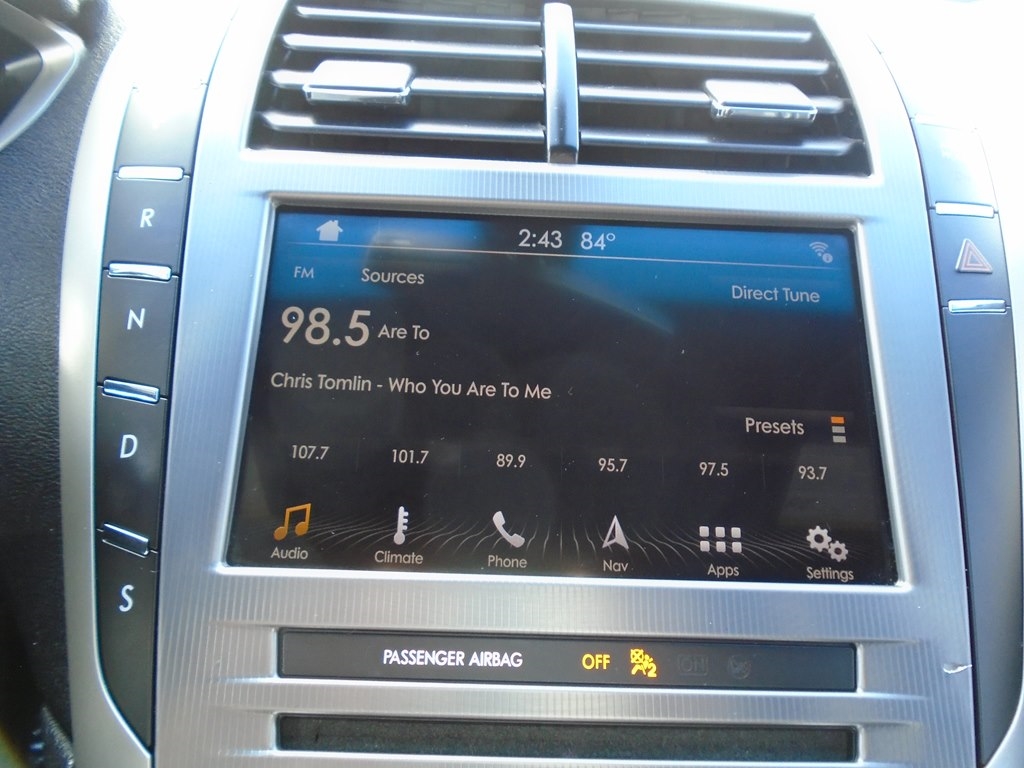 R
N
D
S
2:43 84°
FM Sources
Direct Tune
98.5 Are To
Chris Tomlin - Who You Are To Me
Presets
107.7 101.7 89.9 95.7 97.5 93.7
Audio Climate Phone Nav Apps Settings
PASSENGER AIRBAG OFF 2 ON